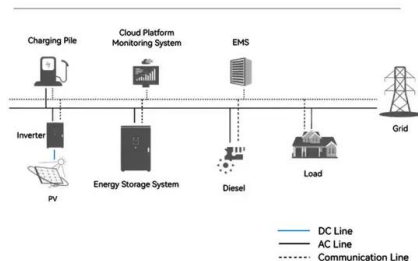 Charging Pile
Cloud Platform
Monitoring System
EMS
Grid
Inverter
PV
Energy Storage System
Diesel
Load
DC Line
AC Line
Communication Line